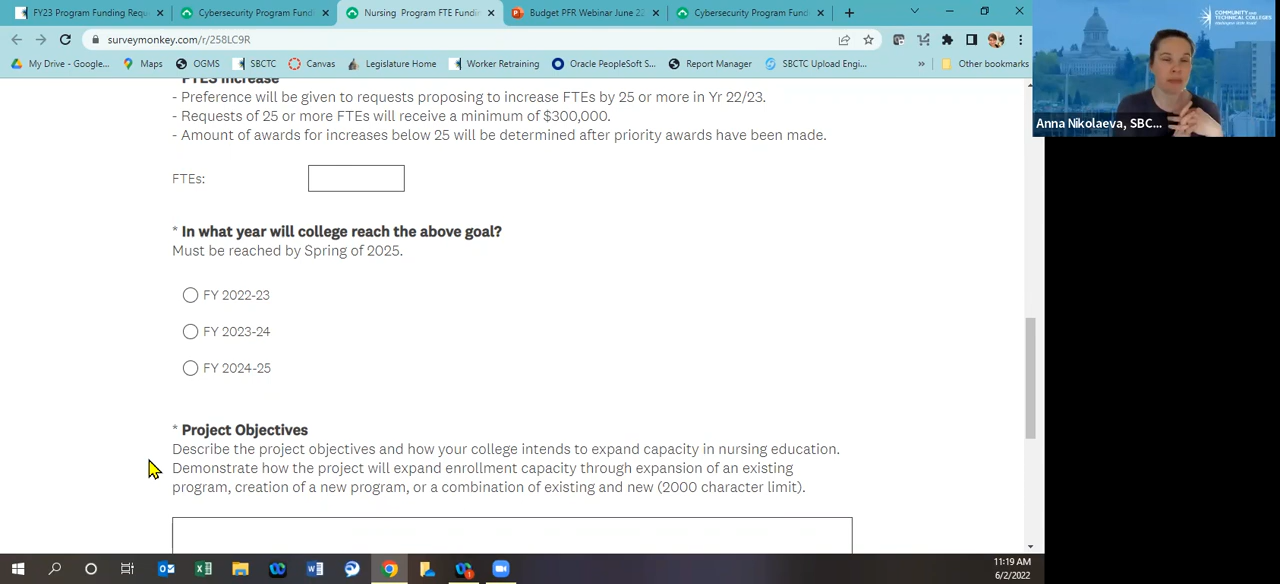 FY23 Program Funding Requ
Cybersecurity Program Fund
Nursing Program FTE Fundi
Budget PFR Webinar June 22
Cybersecurity Program Fund
surveymonkey.com/r/258LC9R
My Drive - Google...
Maps
OGMS
SBCTC
Canvas
Legislature Home
Worker Retraining
Oracle PeopleSoft S...
Report Manager
SBCTC Upload Engi...
»
Other bookmarks
COMMUNITY AND
TECHNICAL COLLEGES
Anna Nikolaeva, SBC...
FTES Increase
- Preference will be given to requests proposing to increase FTEs by 25 or more in Yr 22/23.
- Requests of 25 or more FTEs will receive a minimum of $300,000.
- Amount of awards for increases below 25 will be determined after priority awards have been made.
FTEs:
* In what year will college reach the above goal?
Must be reached by Spring of 2025.
FY 2022-23
FY 2023-24
FY 2024-25
* Project Objectives
Describe the project objectives and how your college intends to expand capacity in nursing education.
Demonstrate how the project will expand enrollment capacity through expansion of an existing
program, creation of a new program, or a combination of existing and new (2000 character limit).
11:19 AM
6/2/2022